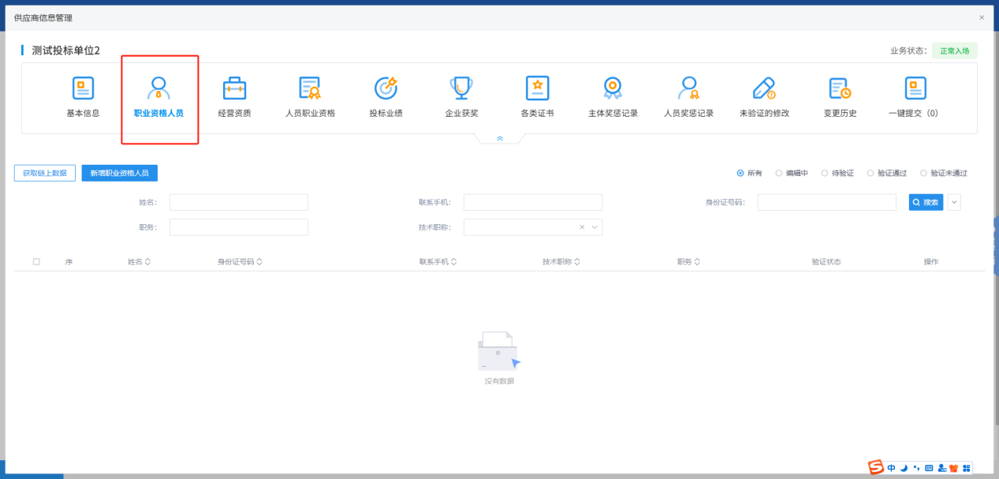 供应商信息管理
测试投标单位2
业务状态： 正常入场
基本信息 职业资格人员 经营资质 人员职业资格 投标业绩 企业获奖 各类证书 主体奖惩记录 人员奖惩记录 未验证的修改 变更历史 一键提交（0）
获取链上数据 新增职业资格人员 所有 编辑中 待验证 验证通过 验证未通过
姓名： 联系手机： 身份证号码： 搜索
职务： 技术职称：
序 姓名 身份证号码 联系手机 技术职称 职务 验证状态 操作
没有数据
中